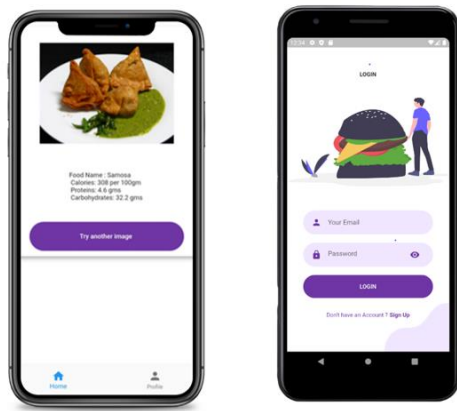 Food Name : Samosa
Calories: 308 per 100gm
Proteins: 4.6 gms
Carbohydrates: 32.2 gms
Try another image
Home
Profile
LOGIN
Your Email
Password
LOGIN
Don't have an Account ? Sign Up